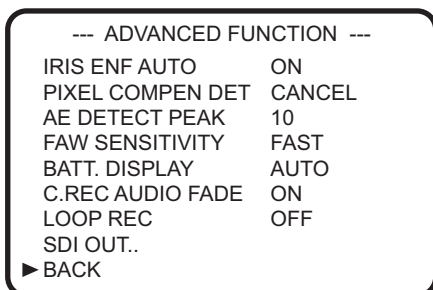 --- ADVANCED FUNCTION ---
IRIS ENF AUTO ON
PIXEL COMPEN DET CANCEL
AE DETECT PEAK 10
FAW SENSITIVITY FAST
BATT. DISPLAY AUTO
C.REC AUDIO FADE ON
LOOP REC OFF
SDI OUT..
►BACK